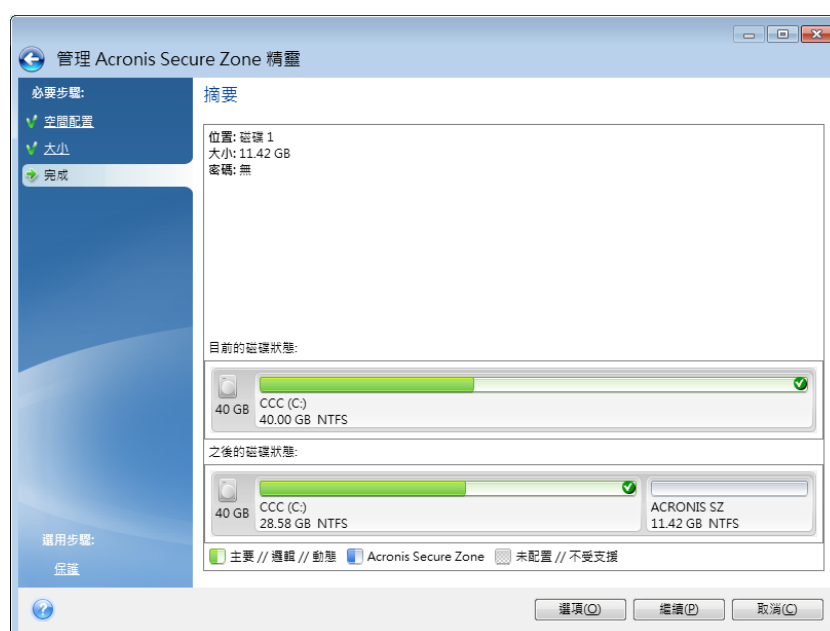 管理 Acronis Secure Zone 精靈
必要步驟:
空間配置
大小
完成
選用步驟:
保護
摘要
位置: 磁碟 1
大小: 11.42 GB
密碼: 無
目前的磁碟狀態:
40 GB
CCC (C:)
40.00 GB NTFS
之後的磁碟狀態:
40 GB
CCC (C:)
28.58 GB NTFS
ACRONIS SZ
11.42 GB NTFS
主要 // 邏輯 // 動態 Acronis Secure Zone 未配置 // 不受支援
選項(O) 繼續(P) 取消(C)